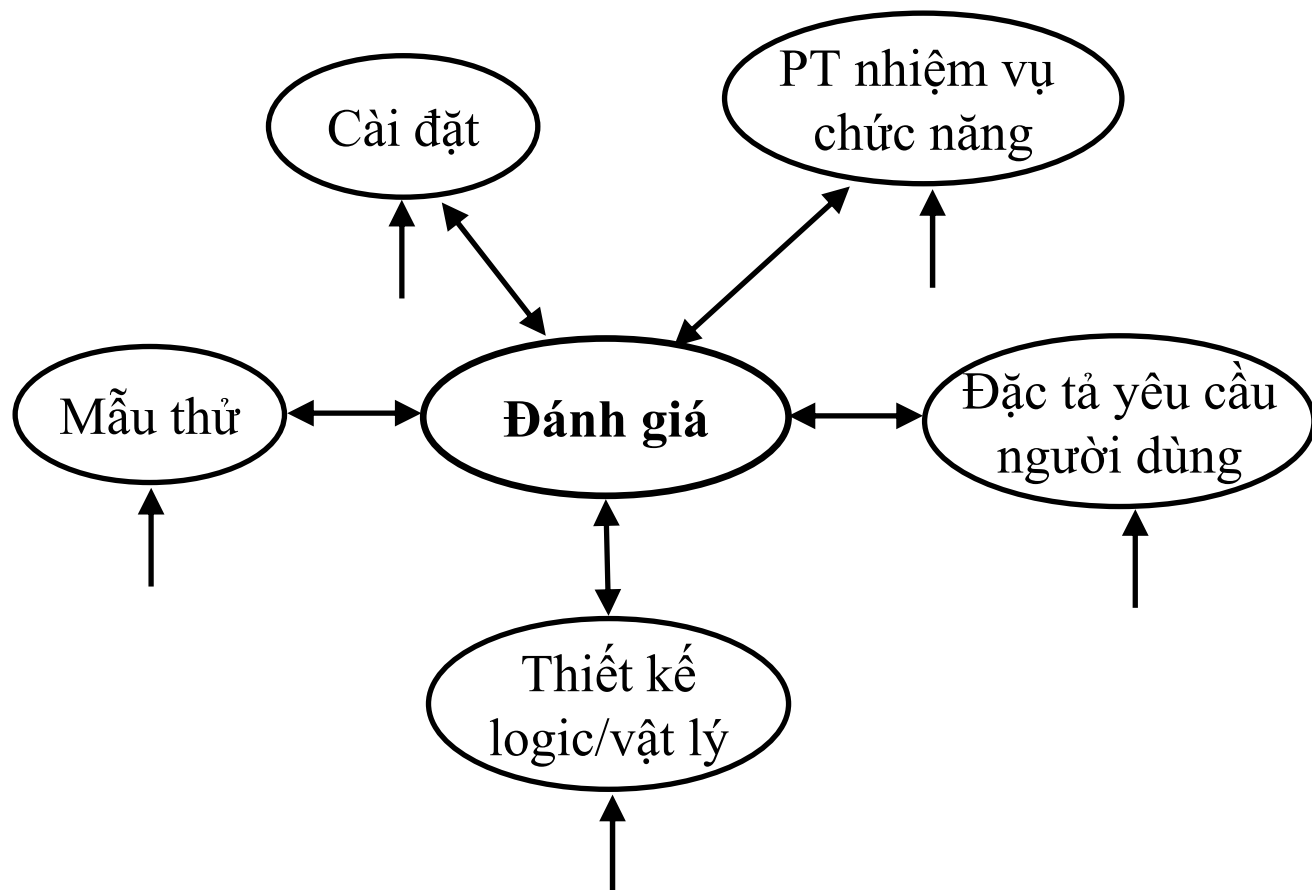 PT nhiệm vụ
chức năng
Cài đặt
Mẫu thử
Đánh giá
Đặc tả yêu cầu
người dùng
Thiết kế
logic/vật lý